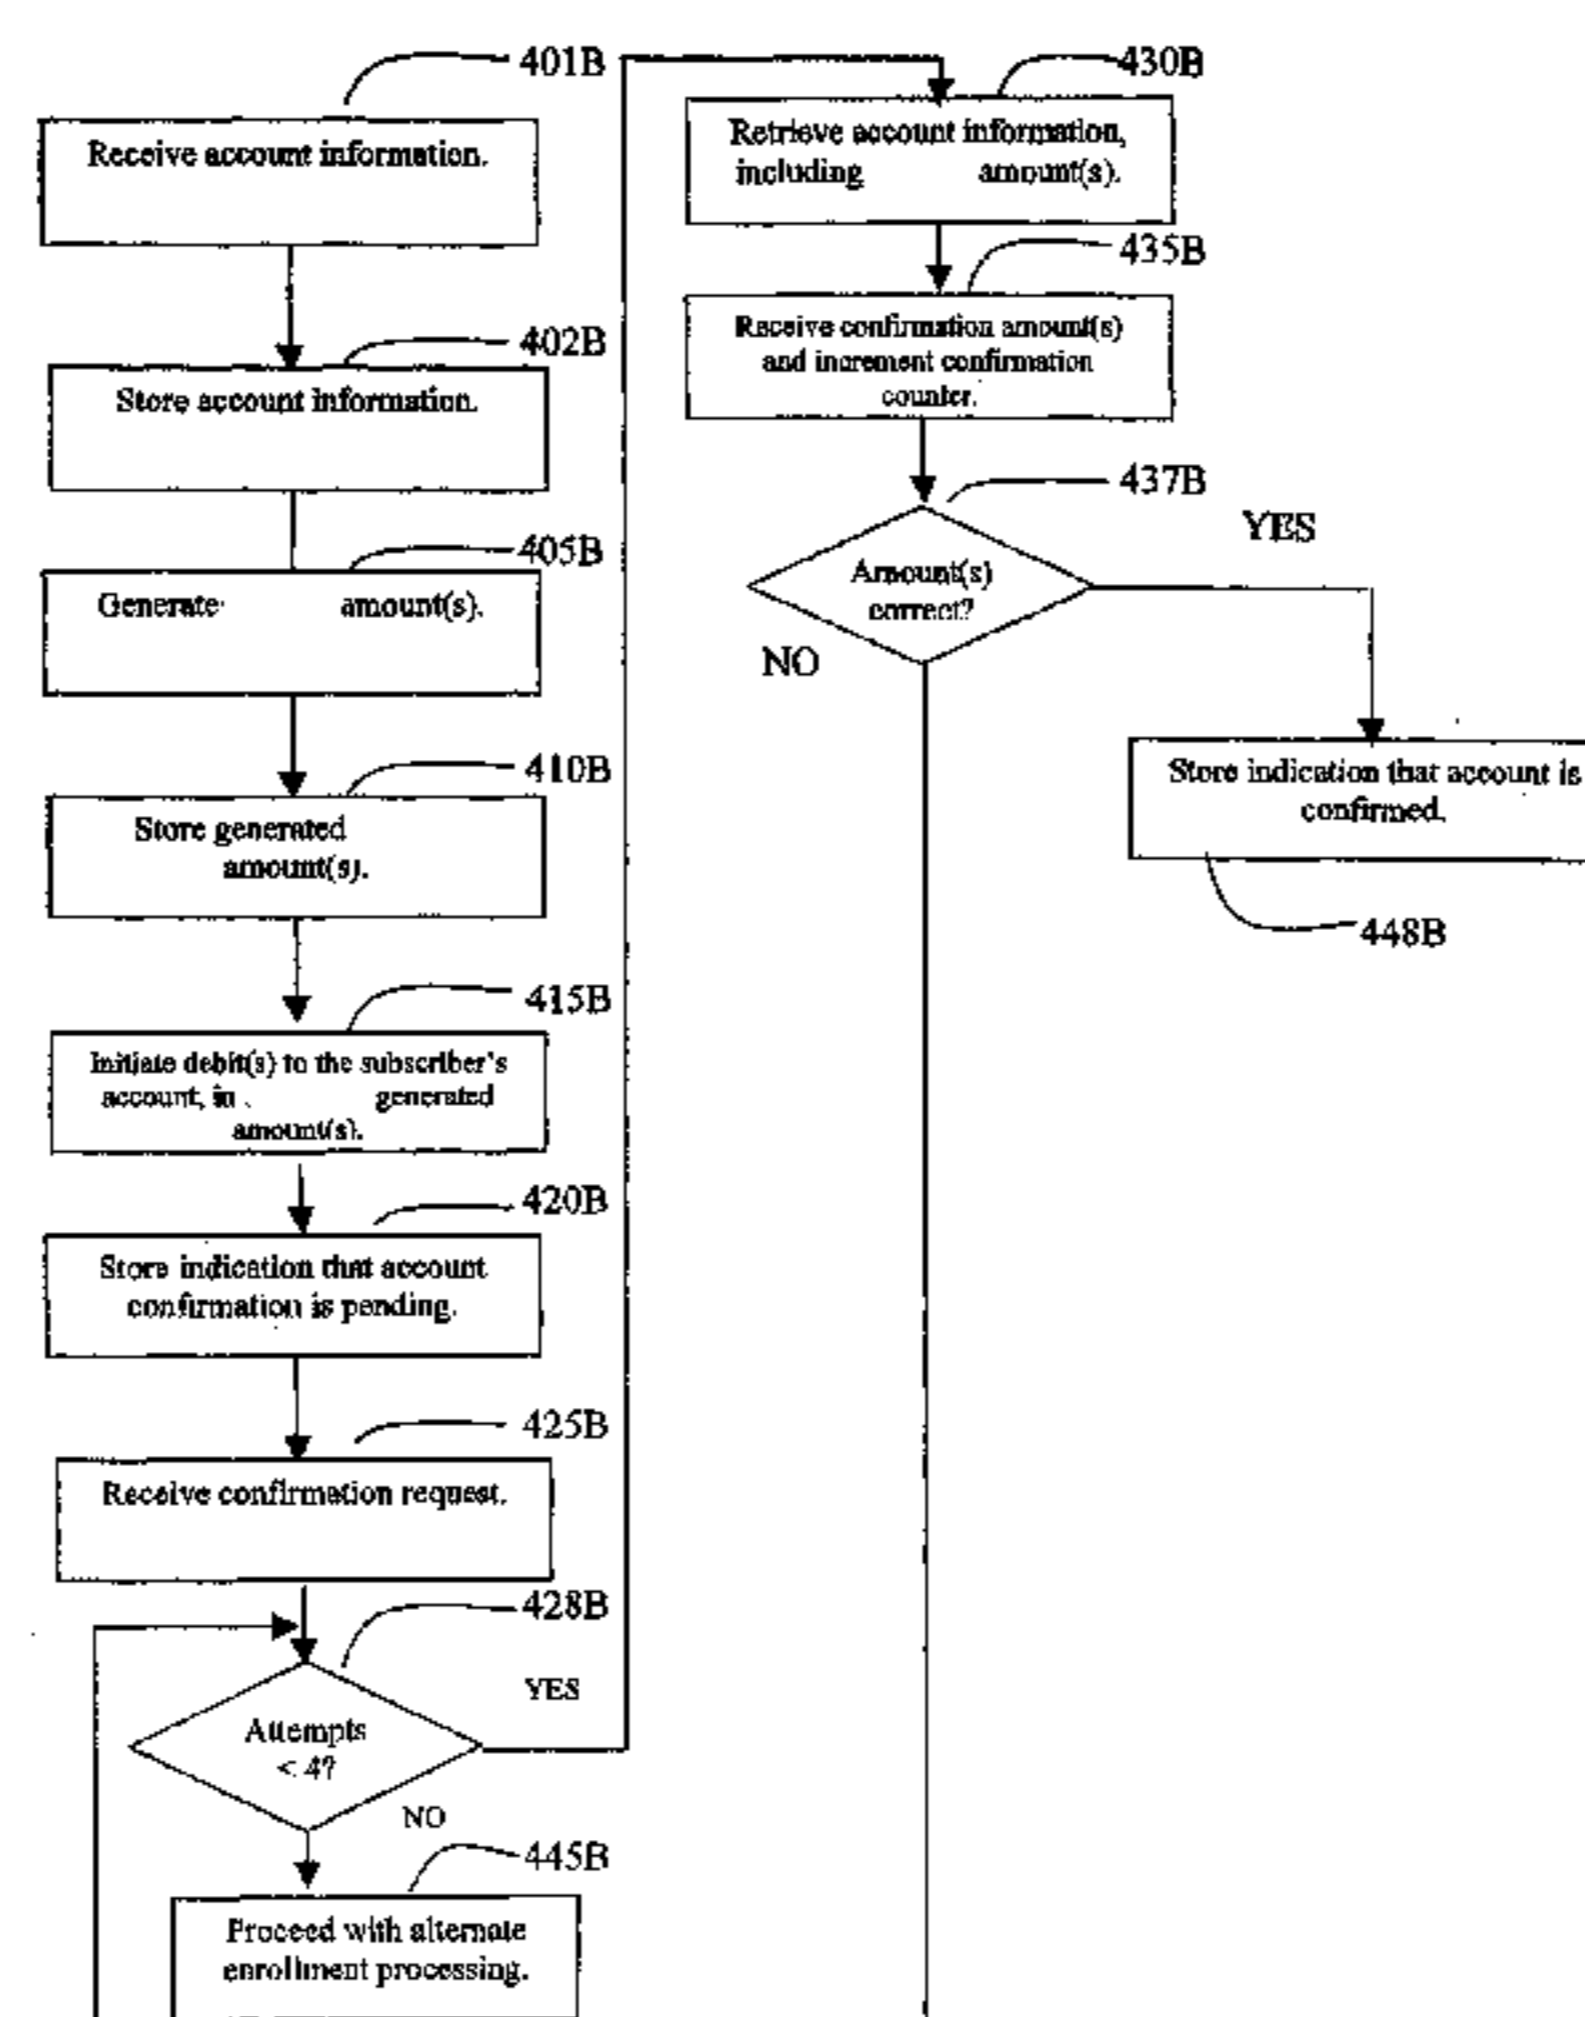 401B
Receive account information.
402B
Store account information.
405B
Generate amount(s).
410B
Store generated
amount(s).
415B
Initiate debit(s) to the subscriber's
account, in generated
amount(s).
420B
Store indication that account
confirmation is pending.
425B
Receive confirmation request.
428B
Attempts
< 4?
YES
NO
445B
Proceed with alternate
enrollment processing.
430B
Retrieve account information,
including amount(s).
435B
Receive confirmation amount(s)
and increment confirmation
counter.
437B
Amount(s)
correct?
YES
NO
Store indication that account is
confirmed.
448B